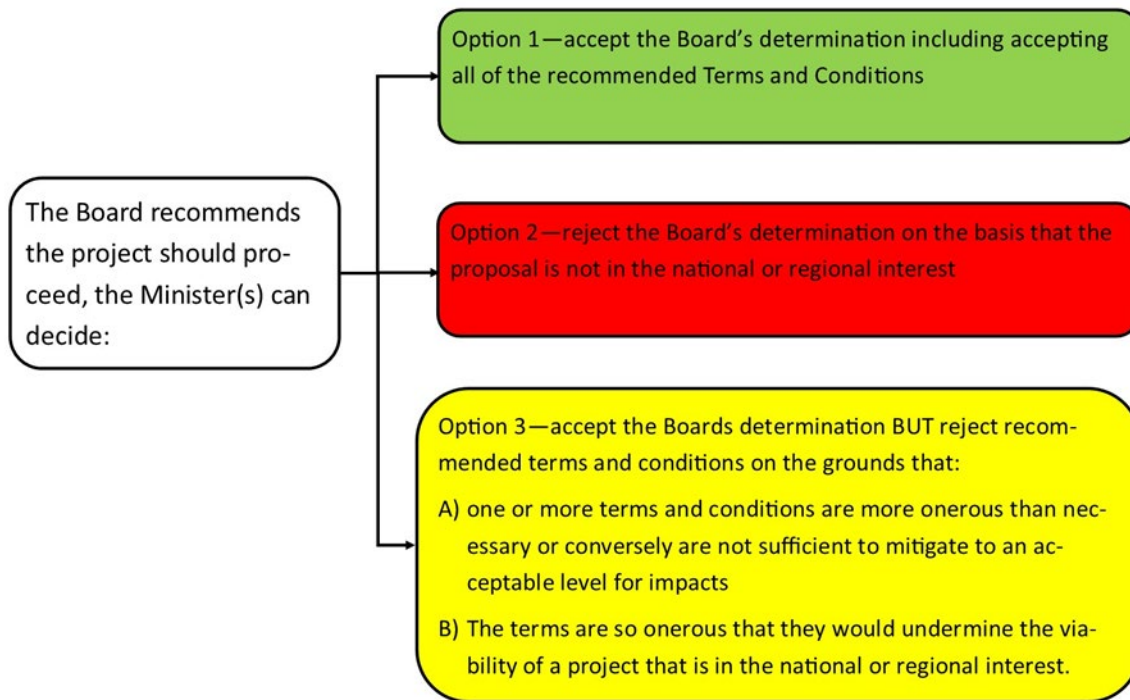 Option 1—accept the Board’s determination including accepting
all of the recommended Terms and Conditions
The Board recommends
the project should pro-
ceed, the Minister(s) can
decide:
Option 2—reject the Board’s determination on the basis that the
proposal is not in the national or regional interest
Option 3—accept the Boards determination BUT reject recom-
mended terms and conditions on the grounds that:
A) one or more terms and conditions are more onerous than nec-
essary or conversely are not sufficient to mitigate to an ac-
ceptable level for impacts
B) The terms are so onerous that they would undermine the via-
bility of a project that is in the national or regional interest.